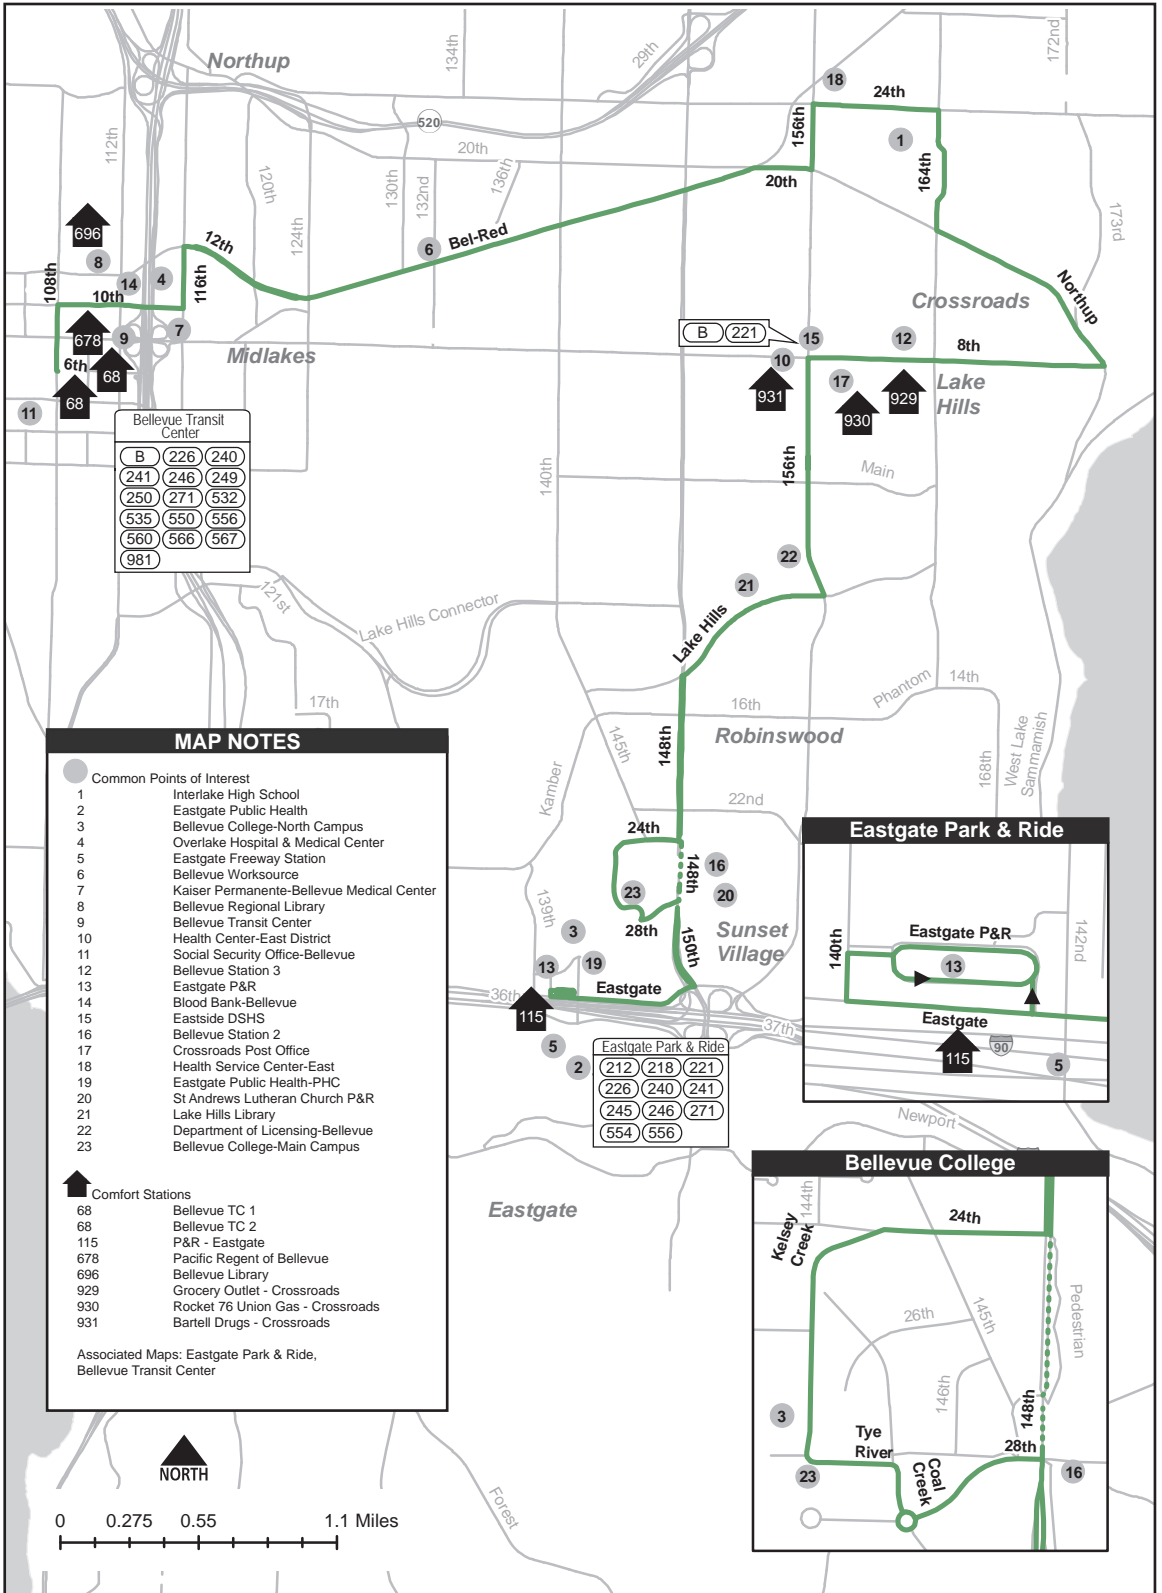 Northup
134th
29th
172nd
18
24th
112th
520
156th
1
20th
120th
130th
132nd
136th
20th
164th
173rd
696
12th
124th
6
Bel-Red
8
108th
14
4
10th
116th
Northup
Crossroads
678
9
7
Midlakes
B 221
15
12
6th
68
10
8th
68
931
17
929
Lake
Hills
11
930
Bellevue Transit
Center
B 226 240
241 246 249
250 271 532
535 550 556
560 566 567
981
140th
156th
Main
22
21
121st
Lake Hills Connector
Lake Hills
17th
16th
Phantom
14th
Robinswood
145th
148th
168th
West Lake
Sammamish
Kamber
22nd
24th
148th
16
23
20
139th
28th
3
150th
Sunset
Village
13
19
36th
Eastgate
115
37th
5
2
Eastgate Park & Ride
212 218 221
226 240 241
245 246 271
554 556
Newport
Eastgate
Forest
MAP NOTES
Common Points of Interest
1 Interlake High School
2 Eastgate Public Health
3 Bellevue College-North Campus
4 Overlake Hospital & Medical Center
5 Eastgate Freeway Station
6 Bellevue Worksource
7 Kaiser Permanente-Bellevue Medical Center
8 Bellevue Regional Library
9 Bellevue Transit Center
10 Health Center-East District
11 Social Security Office-Bellevue
12 Bellevue Station 3
13 Eastgate P&R
14 Blood Bank-Bellevue
15 Eastside DSHS
16 Bellevue Station 2
17 Crossroads Post Office
18 Health Service Center-East
19 Eastgate Public Health-PHC
20 St Andrews Lutheran Church P&R
21 Lake Hills Library
22 Department of Licensing-Bellevue
23 Bellevue College-Main Campus
Comfort Stations
68 Bellevue TC 1
68 Bellevue TC 2
115 P&R - Eastgate
678 Pacific Regent of Bellevue
696 Bellevue Library
929 Grocery Outlet - Crossroads
930 Rocket 76 Union Gas - Crossroads
931 Bartell Drugs - Crossroads
Associated Maps: Eastgate Park & Ride,
Bellevue Transit Center
NORTH
0 0.275 0.55 1.1 Miles
Eastgate Park & Ride
140th
Eastgate P&R
142nd
13
Eastgate
115
90
5
Bellevue College
144th
24th
Kelsey
Creek
26th
145th
Pedestrian
146th
148th
3
Tye
River
28th
23
Coal
Creek
16